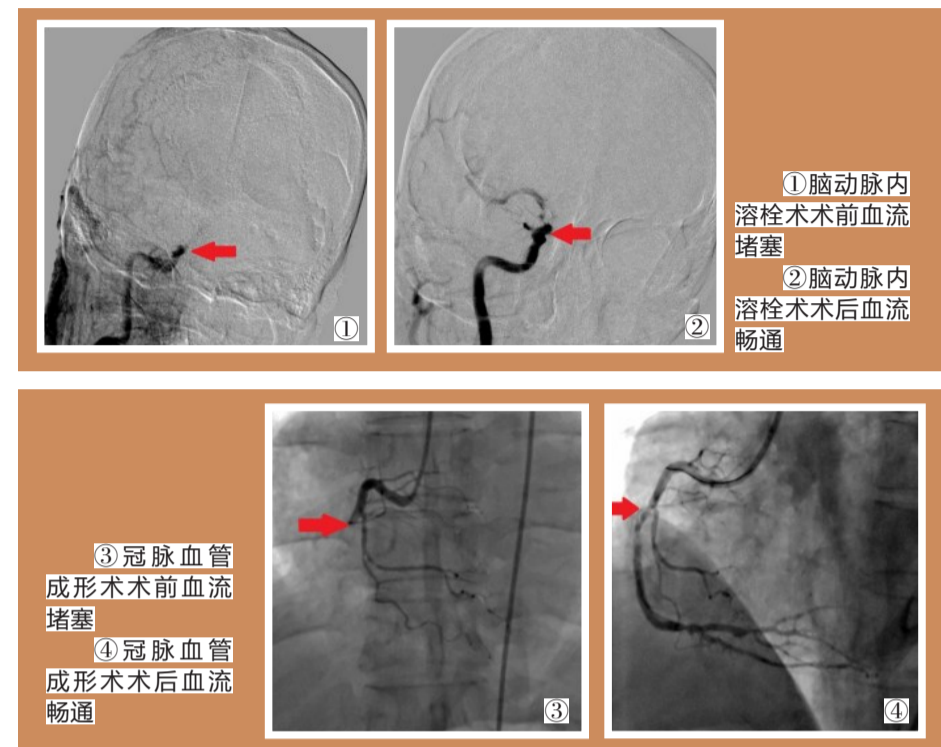 ①
②
①脑动脉内
溶栓术术前血流
堵塞
②脑动脉内
溶栓术术后血流
畅通
③冠脉血管
成形术术前血流
堵塞
④冠脉血管
成形术术后血流
畅通
③
④